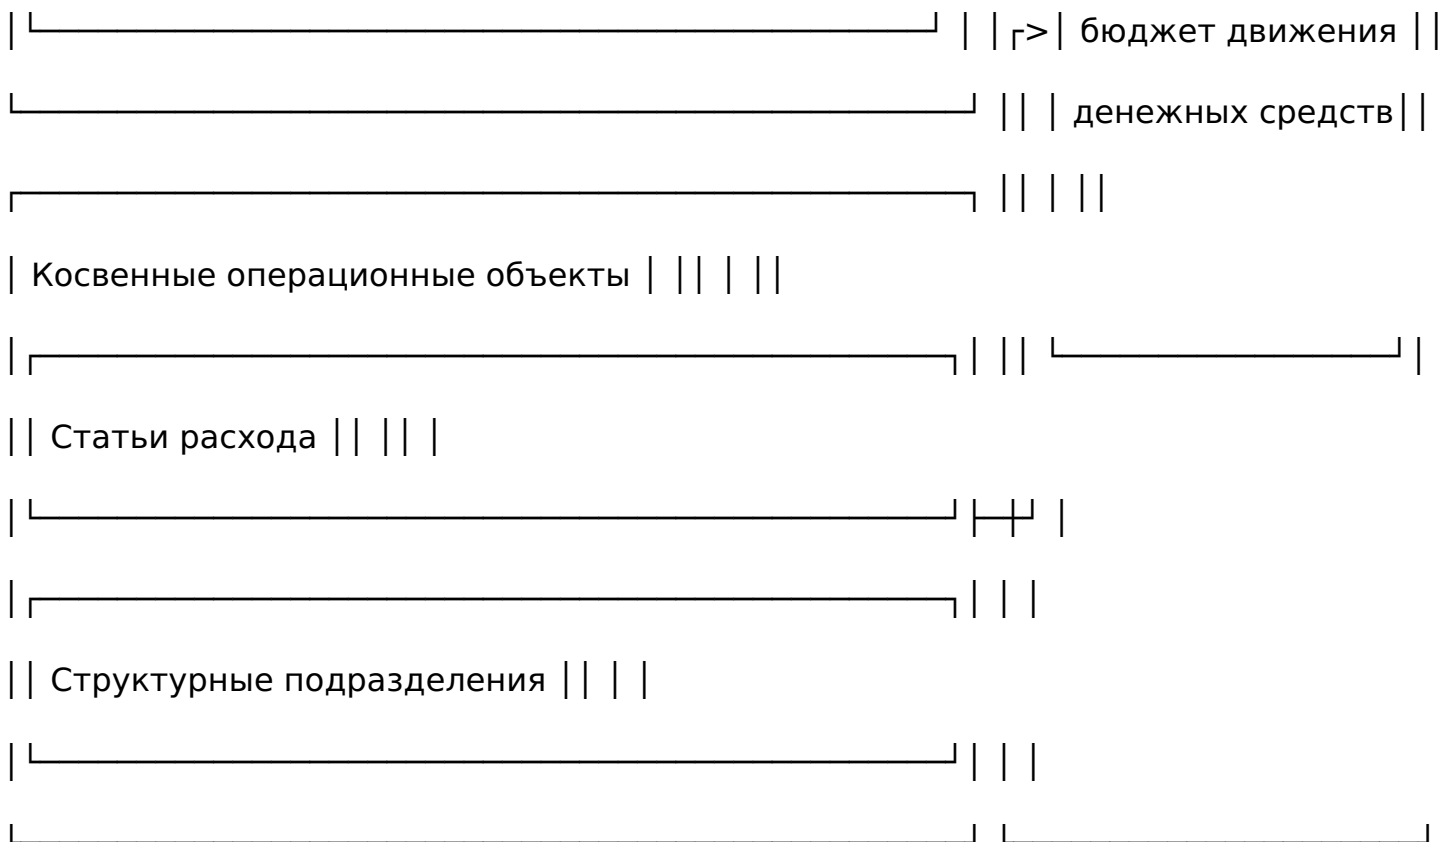 │└────────────────────────────────────────────────┘ │ │┌>│ бюджет движения ││
└──────────────────────────────────────────────────┘ ││ │ денежных средств││
┌──────────────────────────────────────────────────┐ ││ │ ││
│ Косвенные операционные объекты │ ││ │ ││
│┌────────────────────────────────────────────────┐│ ││ └──────────────────┘│
││ Статьи расхода ││ ││ │
│└────────────────────────────────────────────────┘├─┼┘ │
│┌────────────────────────────────────────────────┐│ │ │
││ Структурные подразделения ││ │ │
│└────────────────────────────────────────────────┘│ │ │
└──────────────────────────────────────────────────┘ └──────────────────────┘